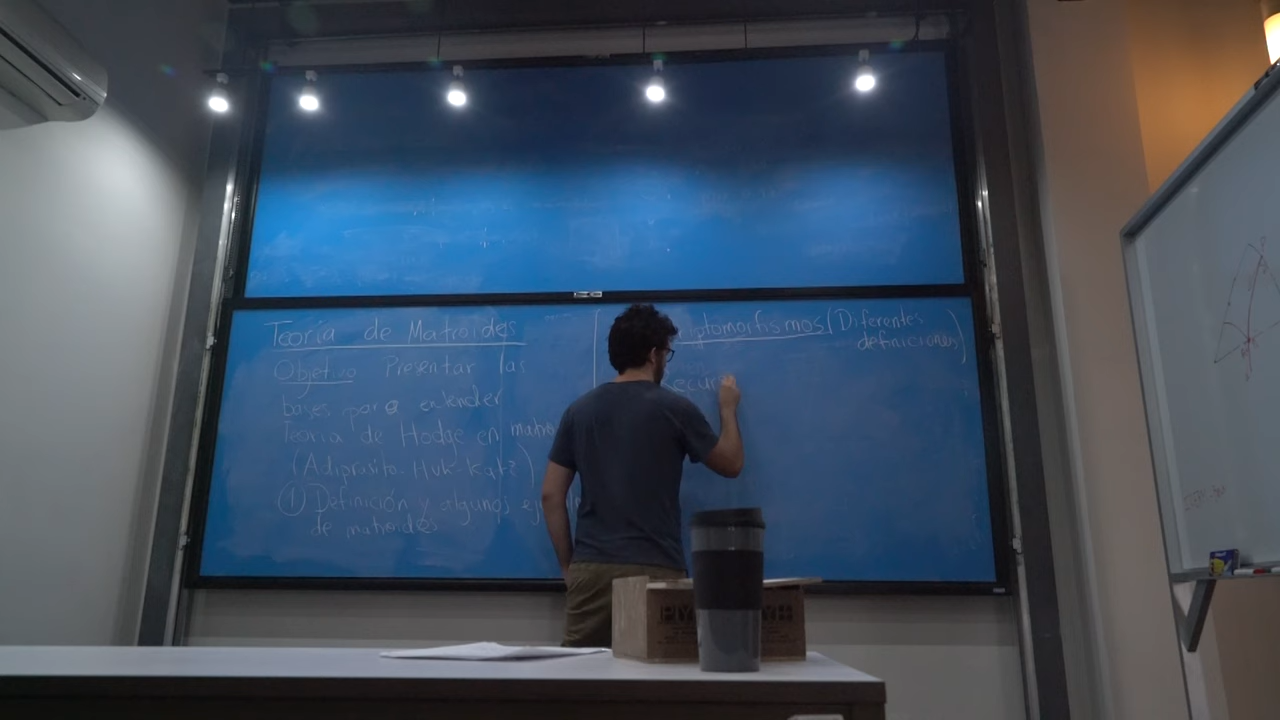 Teoría de Matroides
Objetivo Presentar las
bases para entender
Teoría de Hodge en matro
(Adiprasito-Huh-Katz)
① Definición y algunos ej
de matroides
iptomorfismos (Diferentes
definiciones)